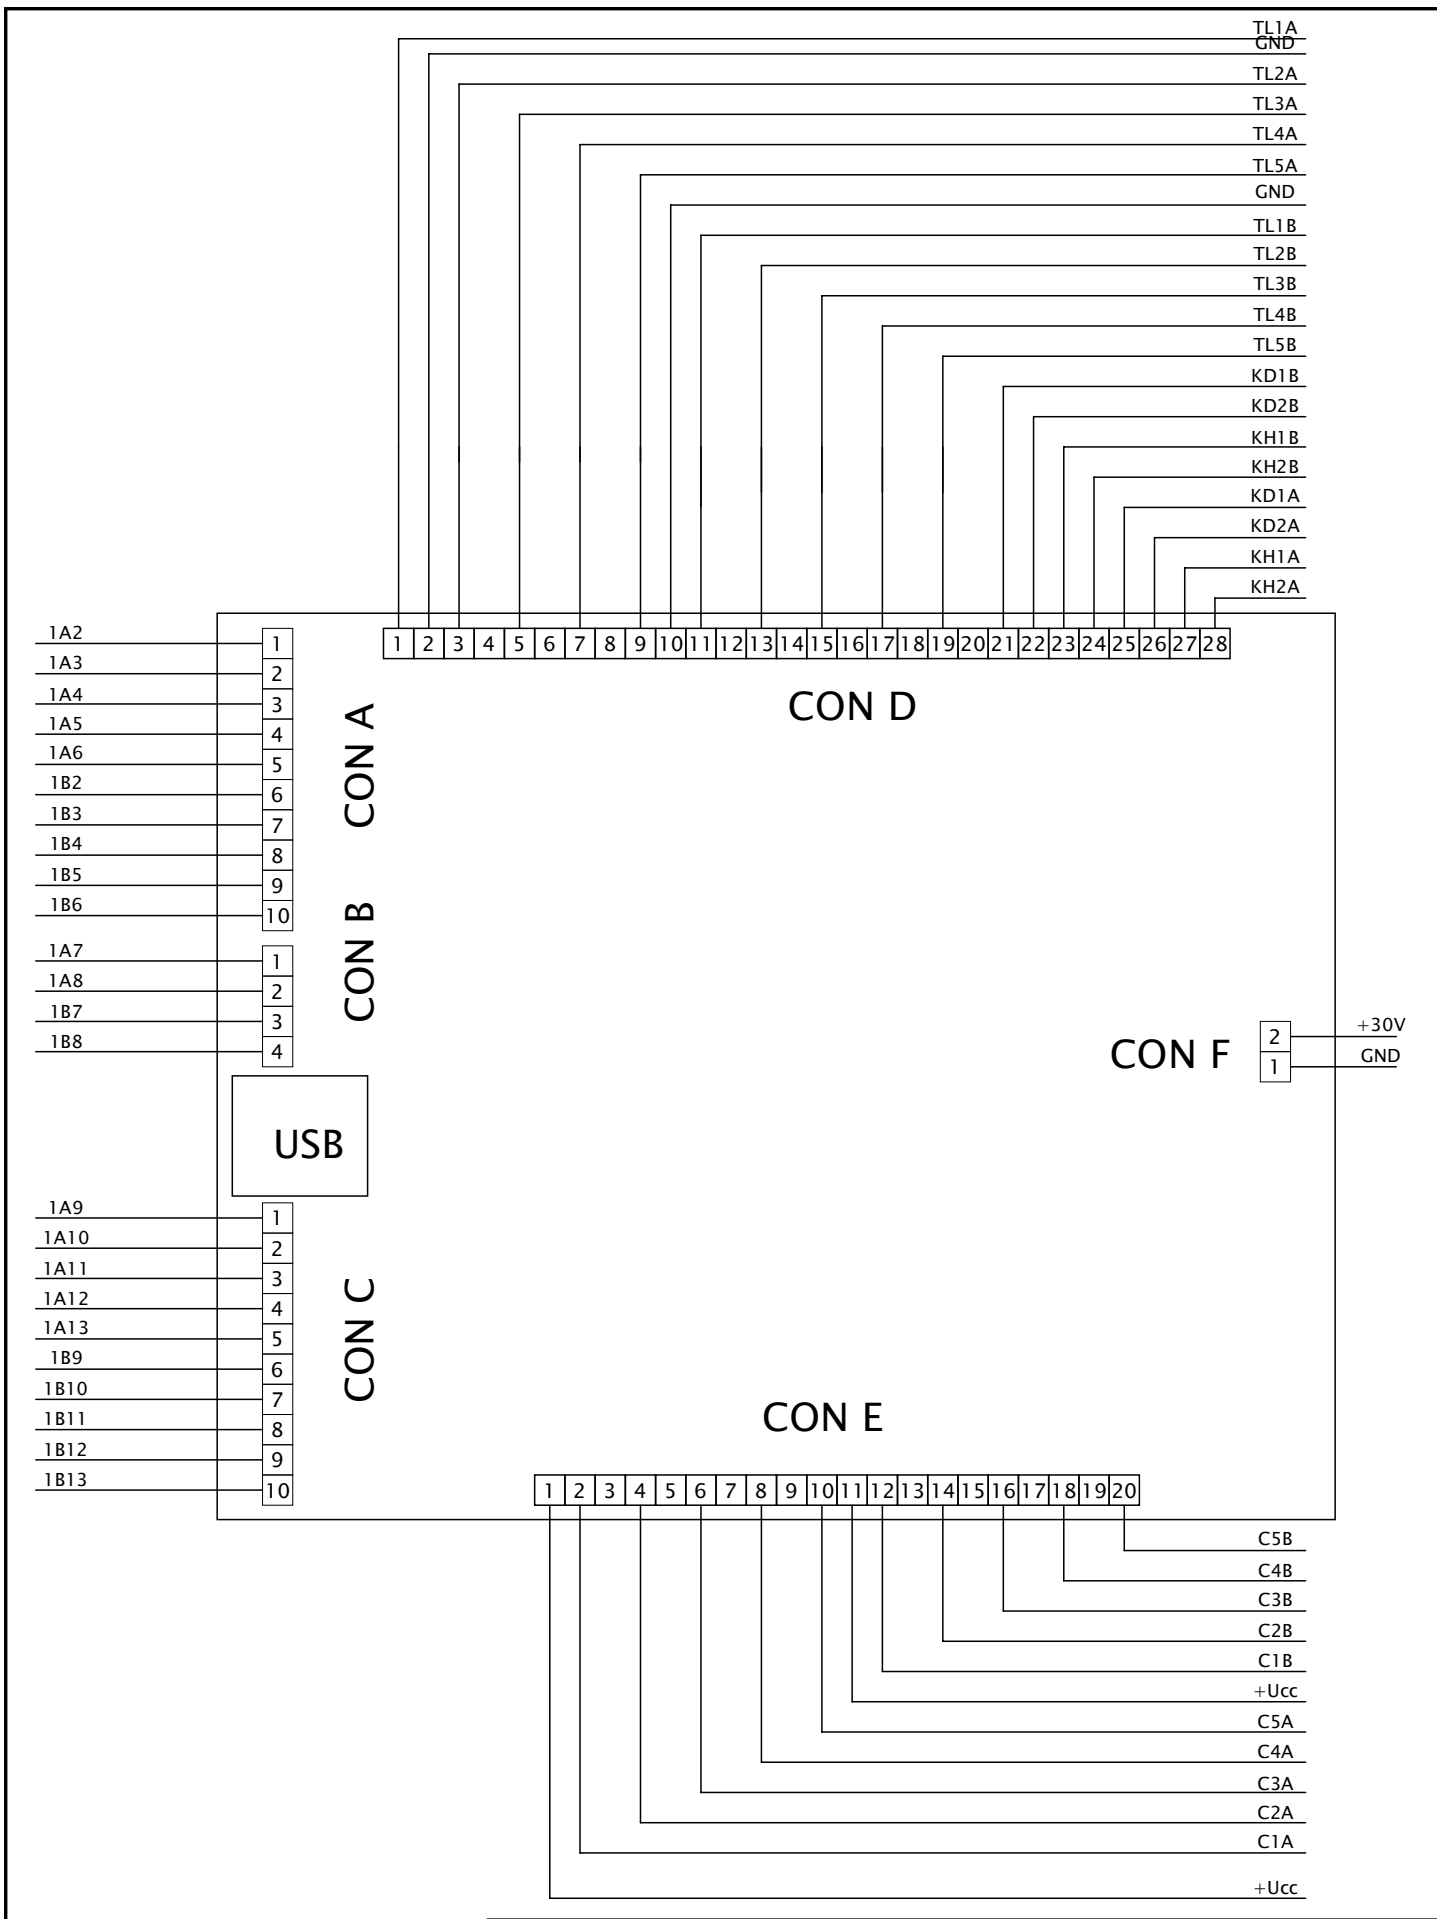 TL1A
GND
TL2A
TL3A
TL4A
TL5A
GND
TL1B
TL2B
TL3B
TL4B
TL5B
KD1B
KD2B
KH1B
KH2B
KD1A
KD2A
KH1A
KH2A
1 2 3 4 5 6 7 8 9 10 11 12 13 14 15 16 17 18 19 20 21 22 23 24 25 26 27 28
CON D
1A2 1
1A3 2
1A4 3
1A5 4
1A6 5
1B2 6
1B3 7
1B4 8
1B5 9
1B6 10
CON A
1A7 1
1A8 2
1B7 3
1B8 4
CON B
CON F
2 +30V
1 GND
USB
1A9 1
1A10 2
1A11 3
1A12 4
1A13 5
1B9 6
1B10 7
1B11 8
1B12 9
1B13 10
CON C
CON E
1 2 3 4 5 6 7 8 9 10 11 12 13 14 15 16 17 18 19 20
C5B
C4B
C3B
C2B
C1B
+Ucc
C5A
C4A
C3A
C2A
C1A
+Ucc